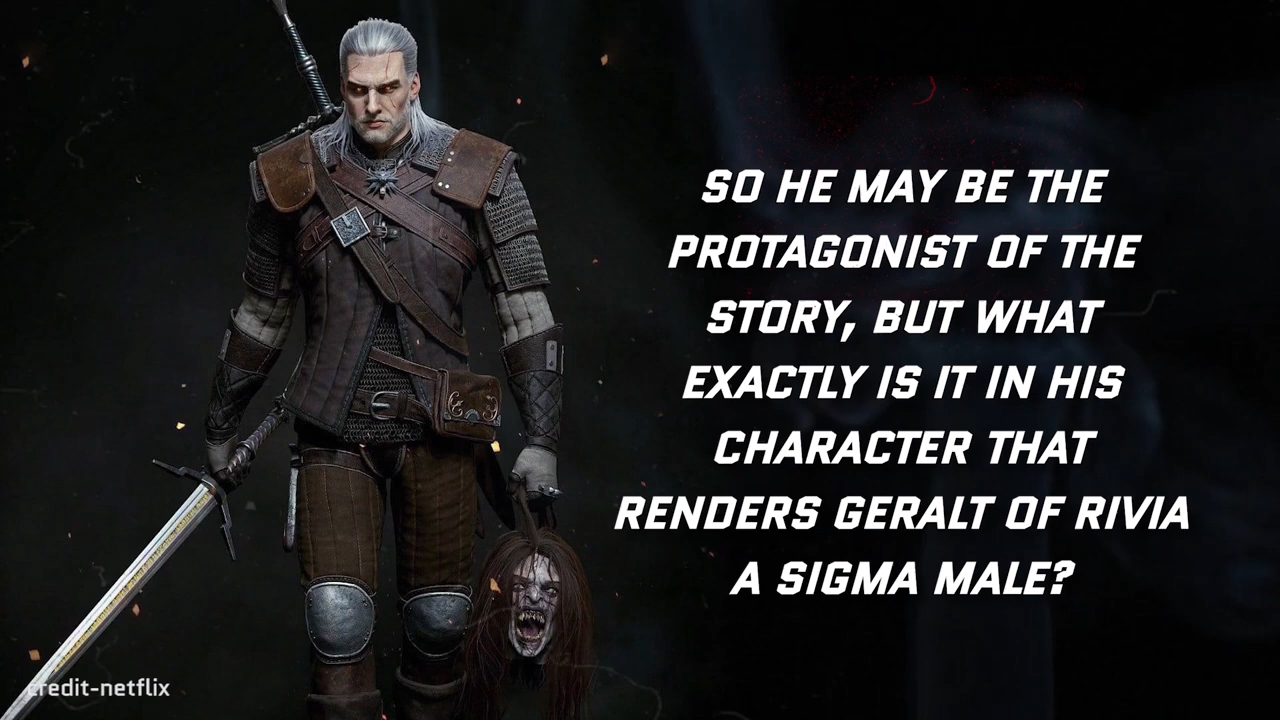 SO HE MAY BE THE
PROTAGONIST OF THE
STORY, BUT WHAT
EXACTLY IS IT IN HIS
CHARACTER THAT
RENDERS GERALT OF RIVIA
A SIGMA MALE?
credit-netflix